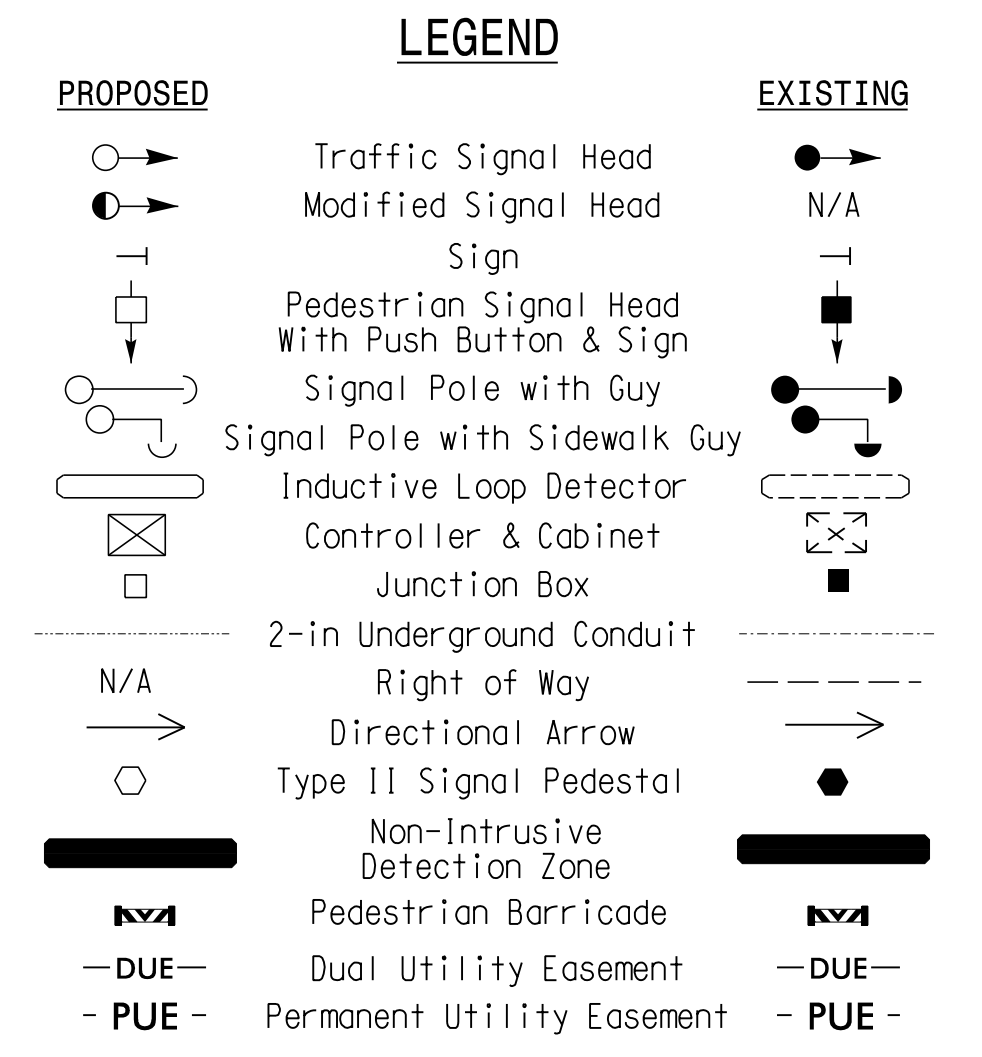 LEGEND
PROPOSED EXISTING
Traffic Signal Head
Modified Signal Head N/A
Sign
Pedestrian Signal Head
With Push Button & Sign
Signal Pole with Guy
Signal Pole with Sidewalk Guy
Inductive Loop Detector
Controller & Cabinet
Junction Box
2-in Underground Conduit
N/A Right of Way
Directional Arrow
Type II Signal Pedestal
Non-Intrusive
Detection Zone
Pedestrian Barricade
DUE Dual Utility Easement DUE
PUE Permanent Utility Easement PUE